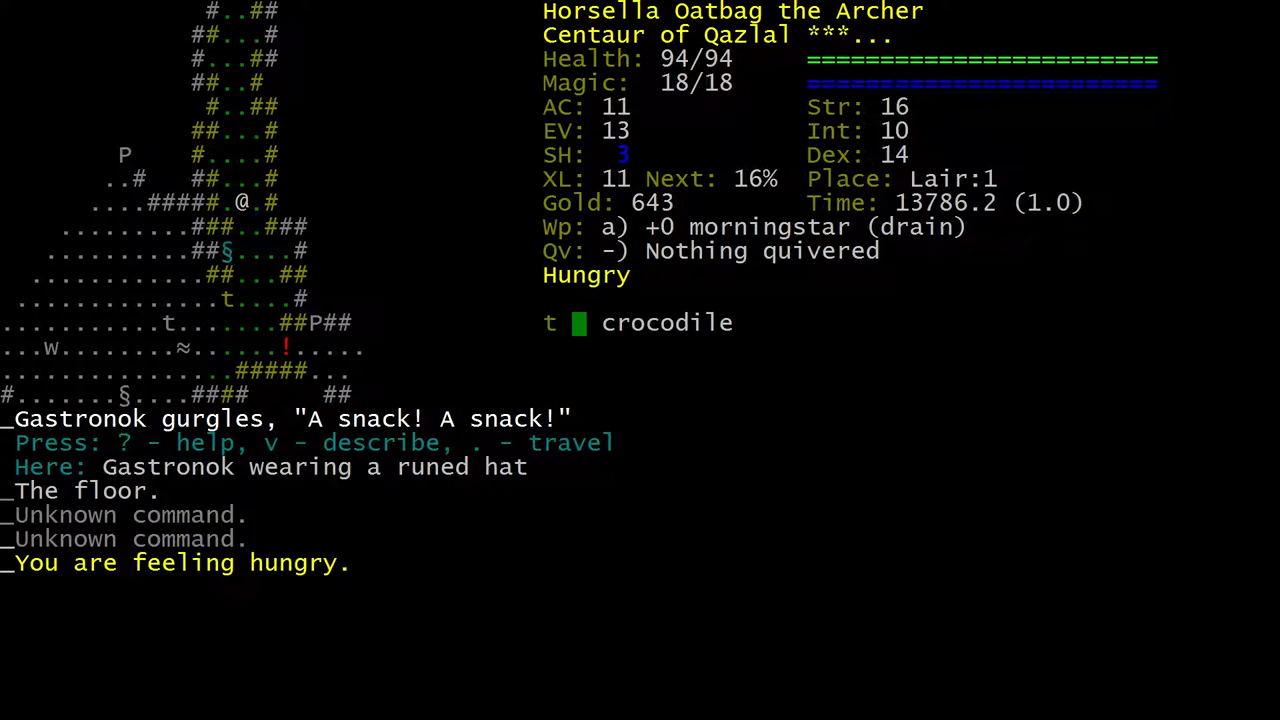 #..##
##...#
#...##
##..#
#..##
##...#
P #....#
..# ##...#
....#####.@.#
.........###..###
..........##§....#
............##...##
..............t....#
...........t.......##P##
...w........≈......!.....
................#####...
#.......§....#### ##
Horsella Oatbag the Archer
Centaur of Qazlal ***...
Health: 94/94 ========================
Magic: 18/18 ========================
AC: 11 Str: 16
EV: 13 Int: 10
SH: 3 Dex: 14
XL: 11 Next: 16% Place: Lair:1
Gold: 643 Time: 13786.2 (1.0)
Wp: a) +0 morningstar (drain)
Qv: -) Nothing quivered
Hungry
t crocodile
_Gastronok gurgles, "A snack! A snack!"
Press: ? - help, v - describe, . - travel
Here: Gastronok wearing a runed hat
_The floor.
_Unknown command.
_Unknown command.
_You are feeling hungry.